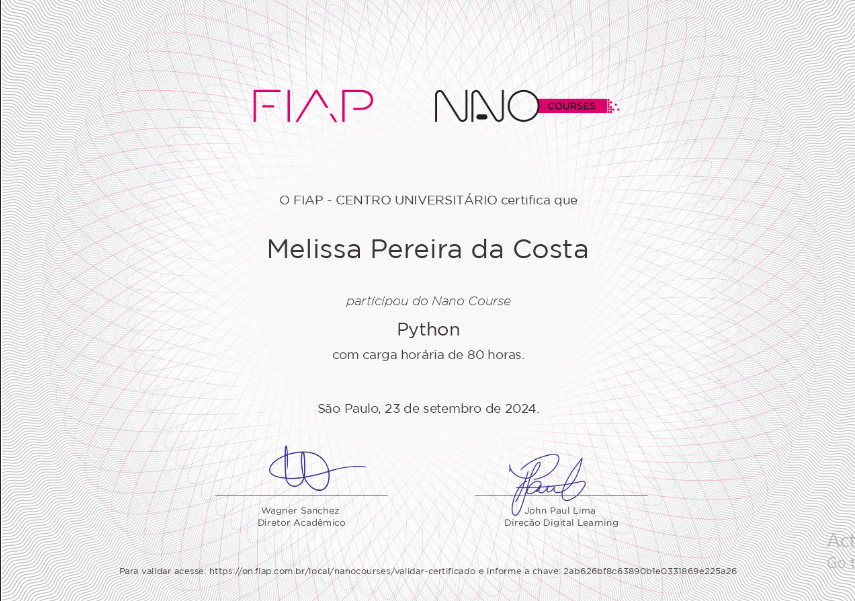 FIAP NANO COURSES
O FIAP - CENTRO UNIVERSITÁRIO certifica que
Melissa Pereira da Costa
participou do Nano Course
Python
com carga horária de 80 horas.
São Paulo, 23 de setembro de 2024.
Wagner Sanchez
Diretor Acadêmico
John Paul Lima
Direção Digital Learning
Para validar acesse: https://on.fiap.com.br/local/nanocourses/validar-certificado e informe a chave: 2ab626bf8c63890b1e0331869e225a26
Act
Go t